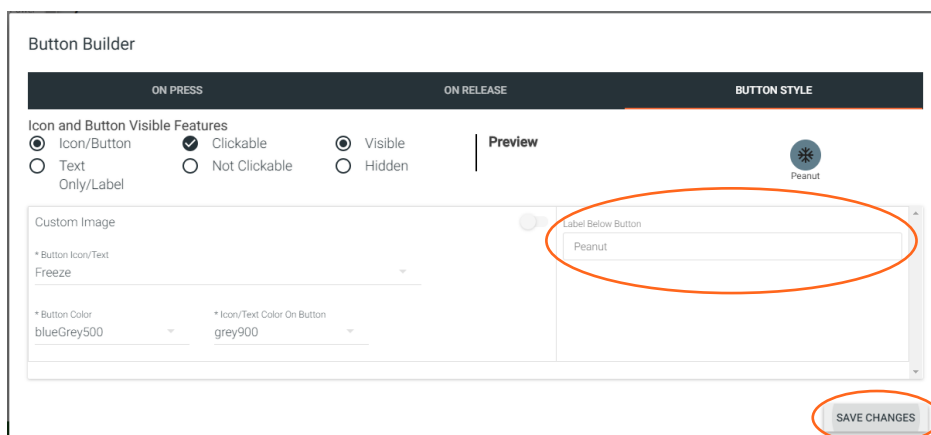 Button Builder
ON PRESS ON RELEASE BUTTON STYLE
Icon and Button Visible Features
Icon/Button Clickable Visible Preview
Text Not Clickable Hidden
Only/Label
Peanut
Custom Image
Label Below Button
Peanut
* Button Icon/Text
Freeze
* Button Color * Icon/Text Color On Button
blueGrey500 grey900
SAVE CHANGES